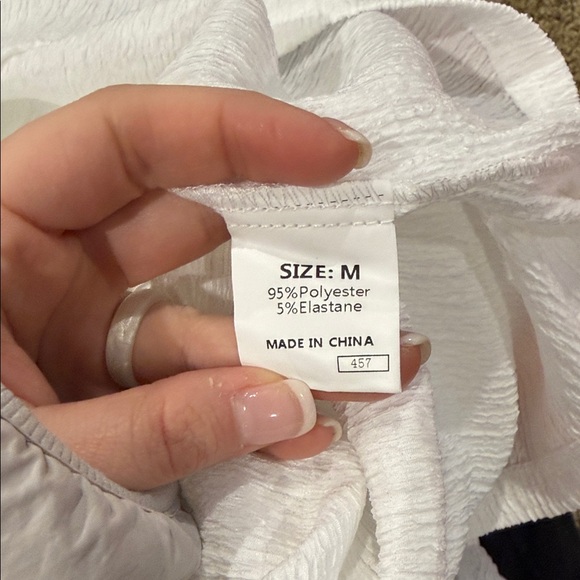 SIZE: M
95%Polyester
5%Elastane
MADE IN CHINA
457